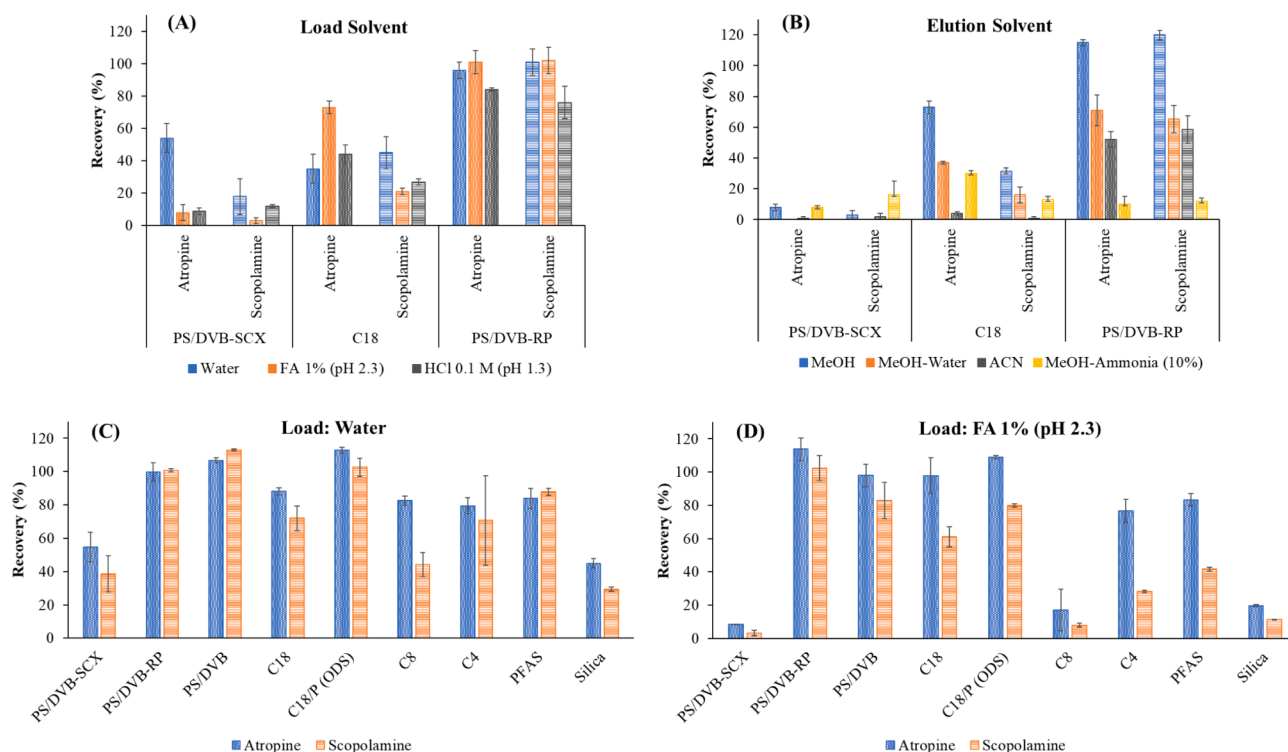 (A)
Load Solvent
Recovery (%)
120
100
80
60
40
20
0
Atropine
Scopolamine
Atropine
Scopolamine
Atropine
Scopolamine
PS/DVB-SCX
C18
PS/DVB-RP
Water
FA 1% (pH 2.3)
HCl 0.1 M (pH 1.3)
(B)
Elution Solvent
Recovery (%)
120
100
80
60
40
20
0
Atropine
Scopolamine
Atropine
Scopolamine
Atropine
Scopolamine
PS/DVB-SCX
C18
PS/DVB-RP
MeOH
MeOH-Water
ACN
MeOH-Ammonia (10%)
(C)
Load: Water
Recovery (%)
120
100
80
60
40
20
0
PS/DVB-SCX
PS/DVB-RP
PS/DVB
C18
C18/P (ODS)
C8
C4
PFAS
Silica
Atropine
Scopolamine
(D)
Load: FA 1% (pH 2.3)
Recovery (%)
120
100
80
60
40
20
0
PS/DVB-SCX
PS/DVB-RP
PS/DVB
C18
C18/P (ODS)
C8
C4
PFAS
Silica
Atropine
Scopolamine